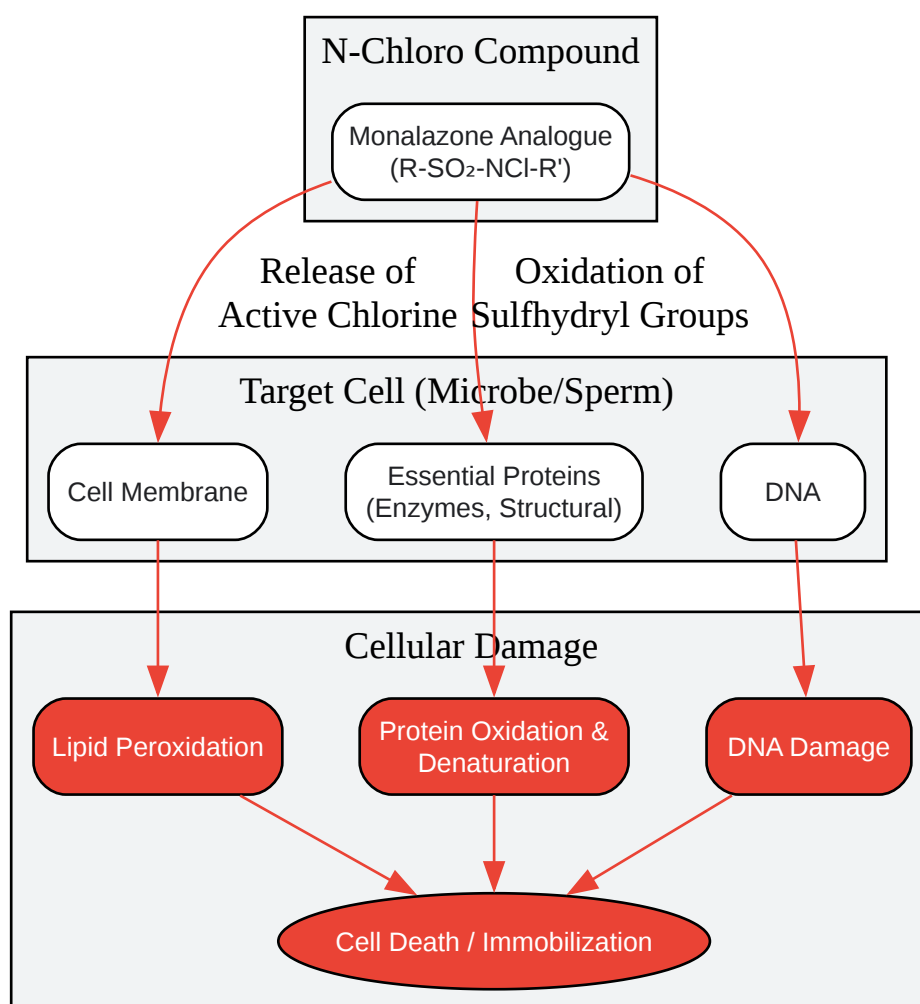 N-Chloro Compound
Monalazone Analogue
(R-SO₂-NCl-R')
Release of
Active Chlorine
Oxidation of
Sulfhydryl Groups
Target Cell (Microbe/Sperm)
Cell Membrane
Essential Proteins
(Enzymes, Structural)
DNA
Cellular Damage
Lipid Peroxidation
Protein Oxidation &
Denaturation
DNA Damage
Cell Death / Immobilization